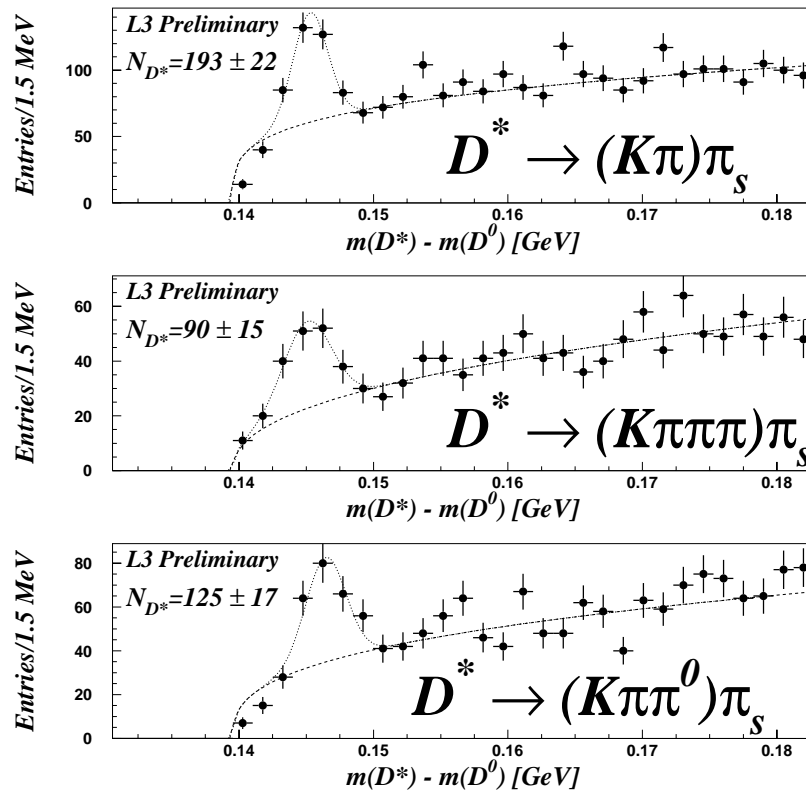 L3 Preliminary
N_{D*}=193 ± 22
D* → (Kπ)π_s
Entries/1.5 MeV
0
50
100
0.14
0.15
0.16
0.17
0.18
m(D*) - m(D⁰) [GeV]
L3 Preliminary
N_{D*}=90 ± 15
D* → (Kπππ)π_s
Entries/1.5 MeV
0
20
40
60
0.14
0.15
0.16
0.17
0.18
m(D*) - m(D⁰) [GeV]
L3 Preliminary
N_{D*}=125 ± 17
D* → (Kππ⁰)π_s
Entries/1.5 MeV
0
20
40
60
80
0.14
0.15
0.16
0.17
0.18
m(D*) - m(D⁰) [GeV]